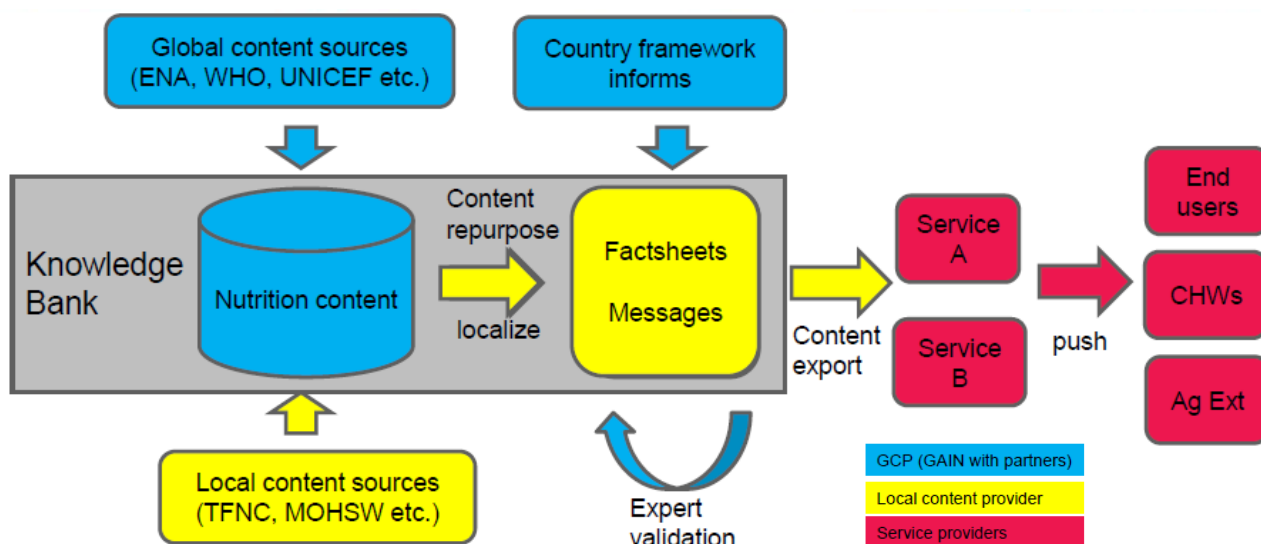 Global content sources
(ENA, WHO, UNICEF etc.)
Country framework
informs
Knowledge
Bank
Nutrition content
Content
repurpose
localize
Factsheets
Messages
Content
export
Service
A
Service
B
push
End
users
CHWs
Ag Ext
Local content sources
(TFNC, MOHSW etc.)
Expert
validation
GCP (GAIN with partners)
Local content provider
Service providers